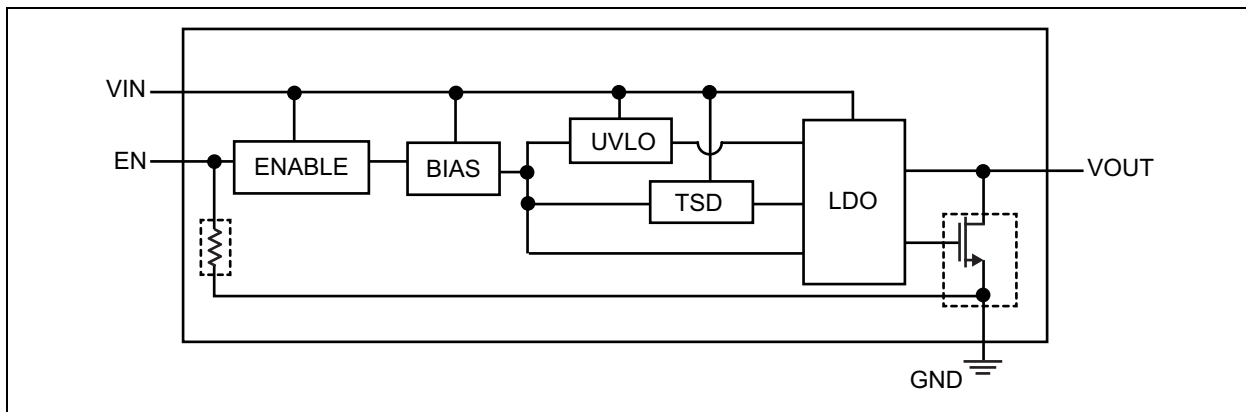 VIN
EN
ENABLE
BIAS
UVLO
TSD
LDO
VOUT
GND